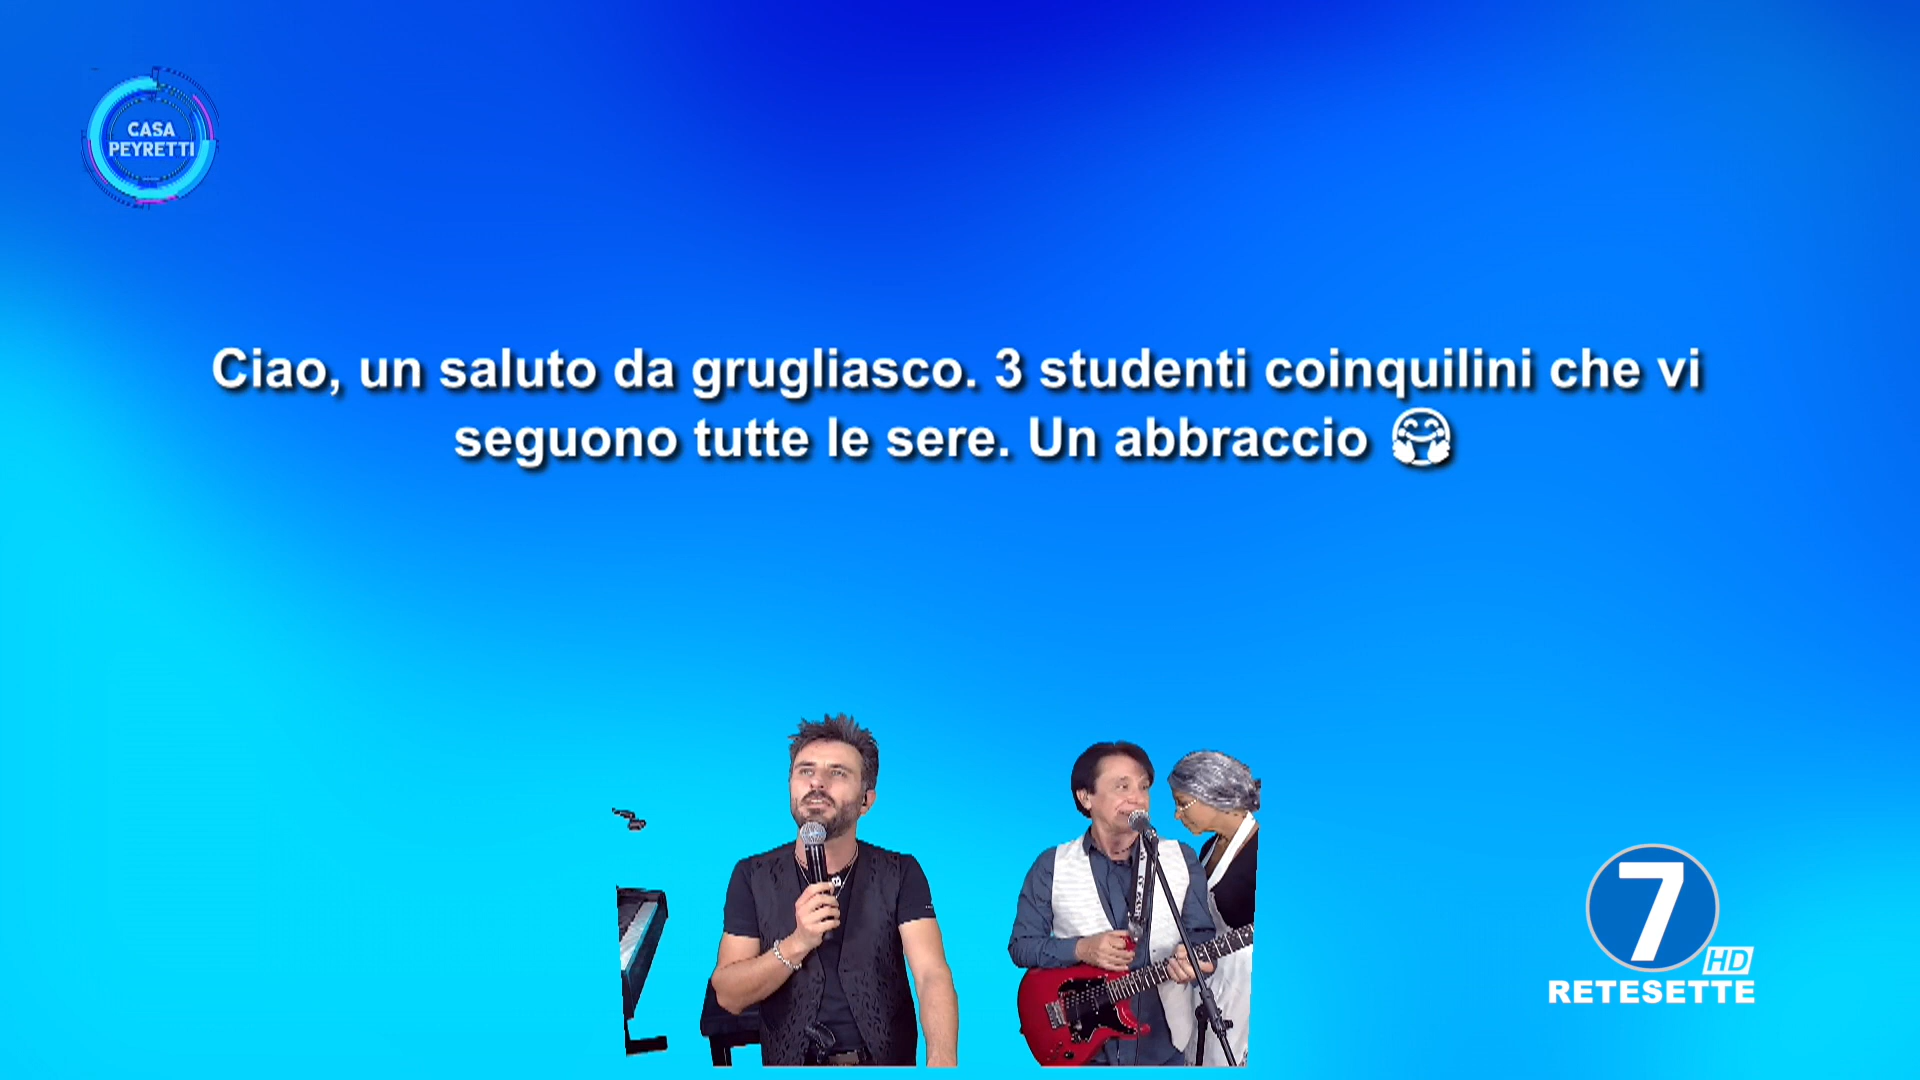 CASA
PEYRETTI
Ciao, un saluto da grugliasco. 3 studenti coinquilini che vi
seguono tutte le sere. Un abbraccio 🤗
7
HD
RETESETTE